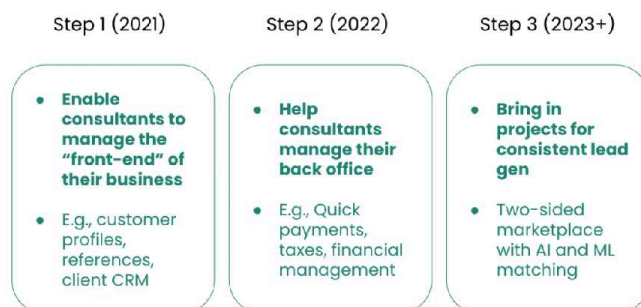 Step 1 (2021)
Step 2 (2022)
Step 3 (2023+)
● Enable
consultants to
manage the
“front-end” of
their business
● E.g., customer
profiles,
references,
client CRM
● Help
consultants
manage their
back office
● E.g., Quick
payments,
taxes, financial
management
● Bring in
projects for
consistent lead
gen
● Two-sided
marketplace
with AI and ML
matching